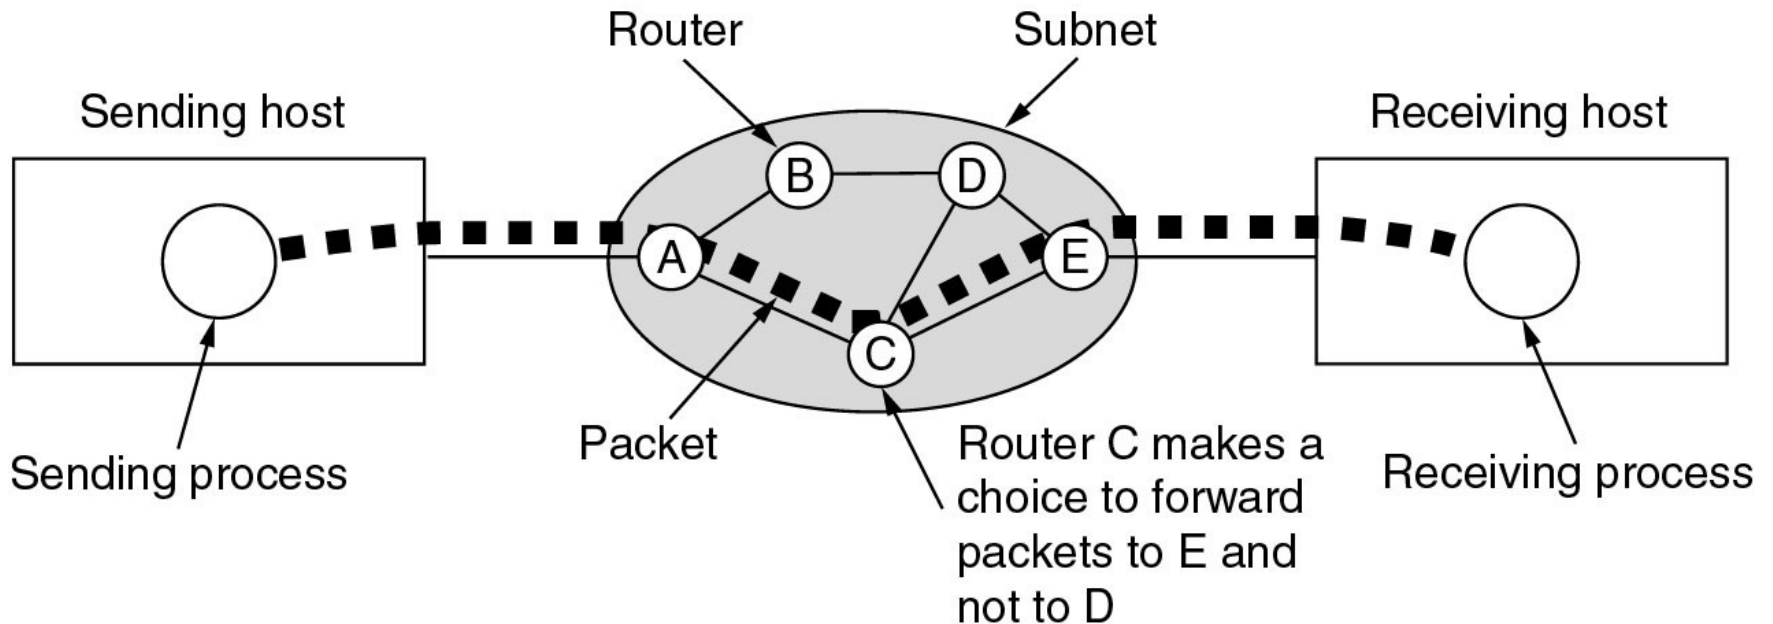 Router
Subnet
Sending host
Receiving host
B
D
A
E
C
Packet
Router C makes a
choice to forward
packets to E and
not to D
Sending process
Receiving process